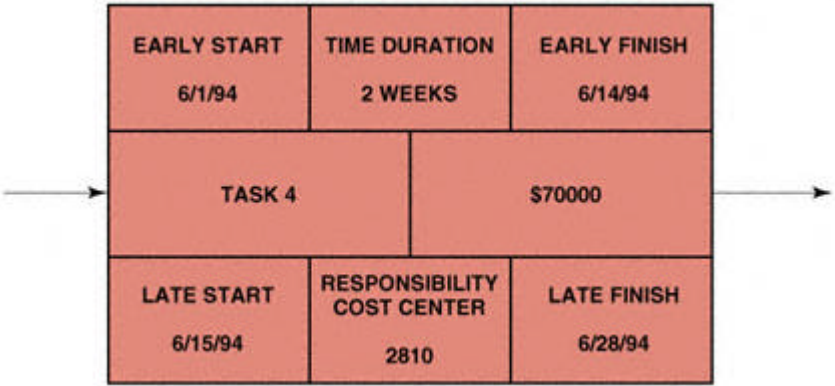 EARLY START
6/1/94
TIME DURATION
2 WEEKS
EARLY FINISH
6/14/94
TASK 4
$70000
LATE START
6/15/94
RESPONSIBILITY
COST CENTER
2810
LATE FINISH
6/28/94